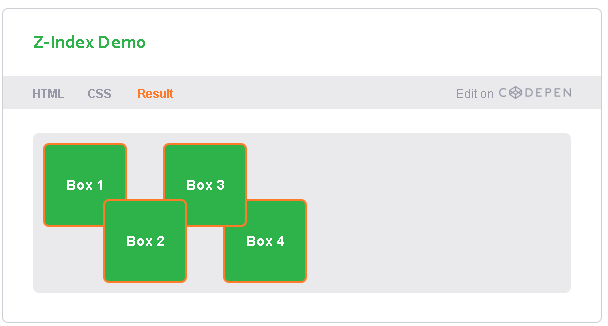 Z-Index Demo
HTML CSS Result Edit on CODEPEN
Box 1 Box 3
Box 2 Box 4